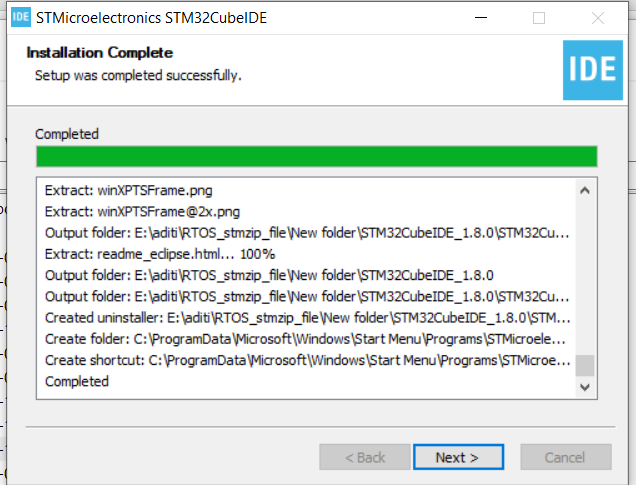 IDE STMicroelectronics STM32CubeIDE
Installation Complete
Setup was completed successfully.
IDE
Completed
Extract: winXPTSFrame.png
Extract: winXPTSFrame@2x.png
Output folder: E:\aditi\RTOS_stmzip_file\New folder\STM32CubeIDE_1.8.0\STM32Cu...
Extract: readme_eclipse.html... 100%
Output folder: E:\aditi\RTOS_stmzip_file\New folder\STM32CubeIDE_1.8.0
Output folder: E:\aditi\RTOS_stmzip_file\New folder\STM32CubeIDE_1.8.0\STM32Cu...
Created uninstaller: E:\aditi\RTOS_stmzip_file\New folder\STM32CubeIDE_1.8.0\STM...
Create folder: C:\ProgramData\Microsoft\Windows\Start Menu\Programs\STMicroele...
Create shortcut: C:\ProgramData\Microsoft\Windows\Start Menu\Programs\STMicroe...
Completed
< Back Next > Cancel